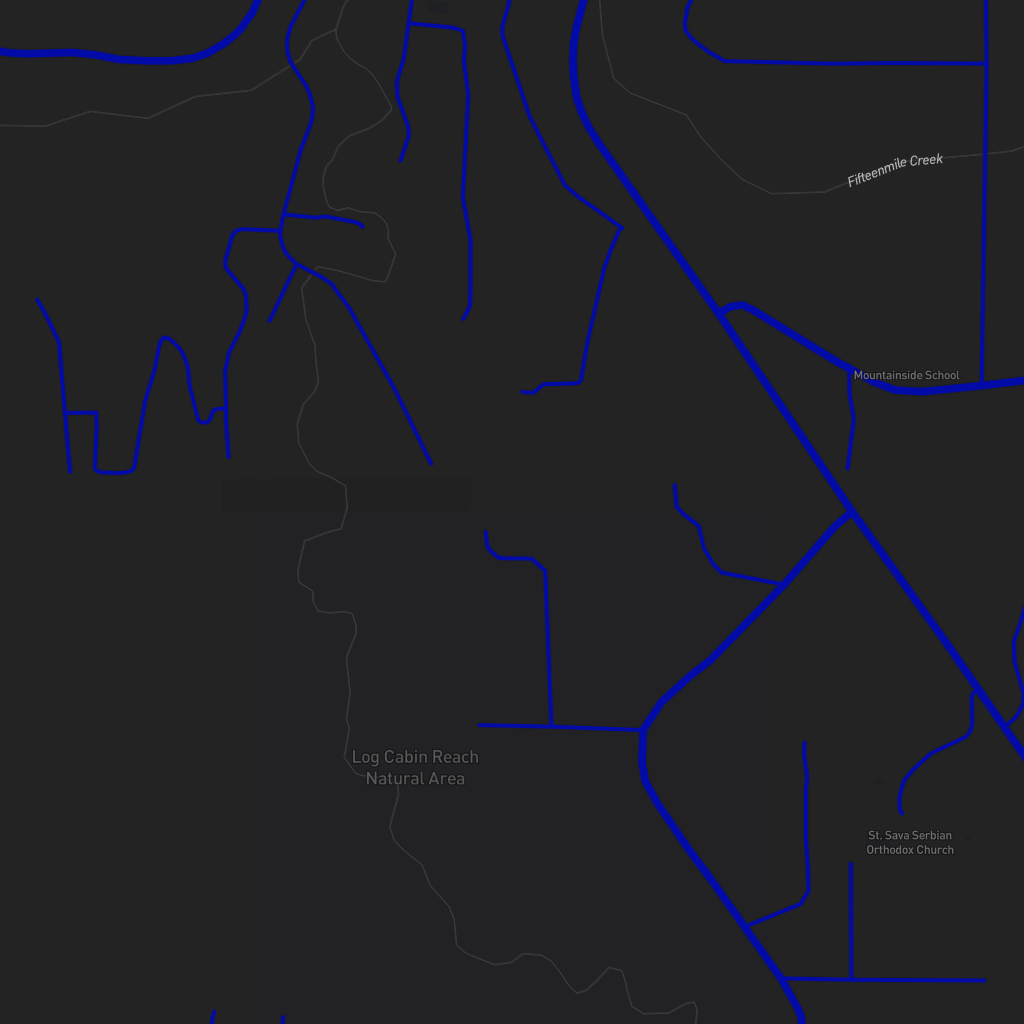 Fifteenmile Creek
Mountainside School
Log Cabin Reach
Natural Area
St. Sava Serbian
Orthodox Church